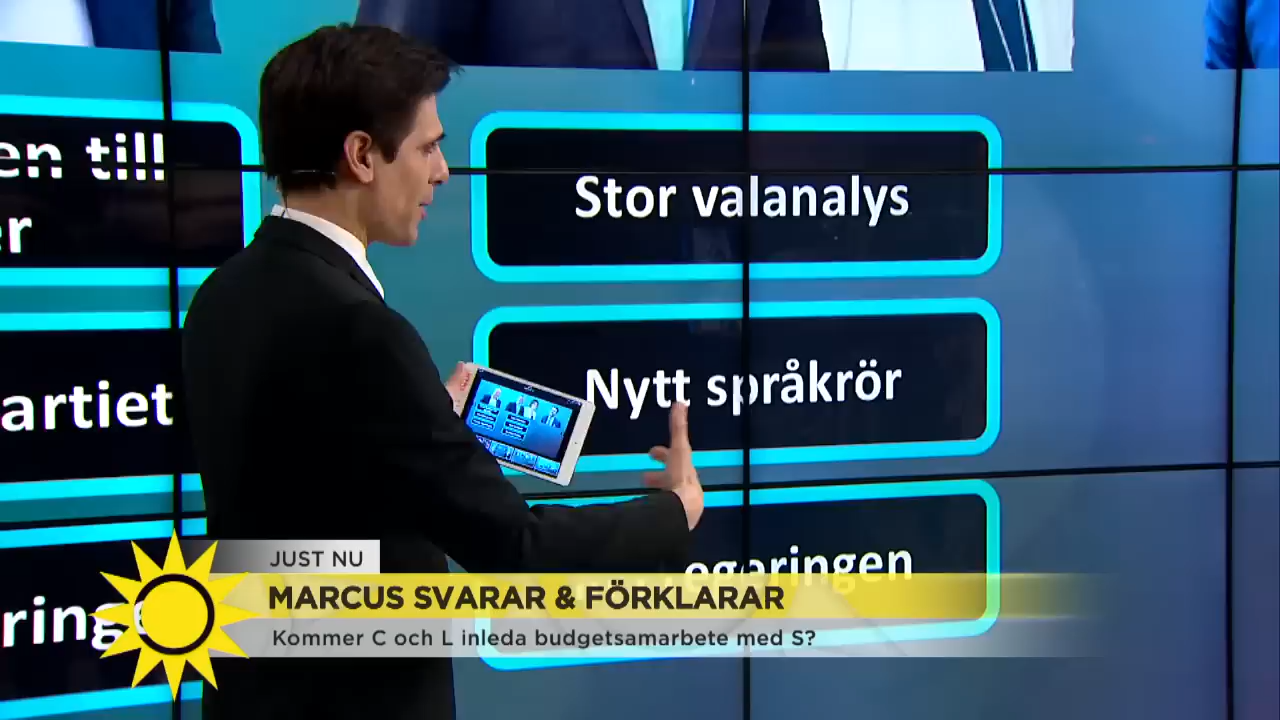 en till
er
artiet
Stor valanalys
Nytt språkrör
egeringen
ringe
JUST NU
MARCUS SVARAR & FÖRKLARAR
Kommer C och L inleda budgetsamarbete med S?